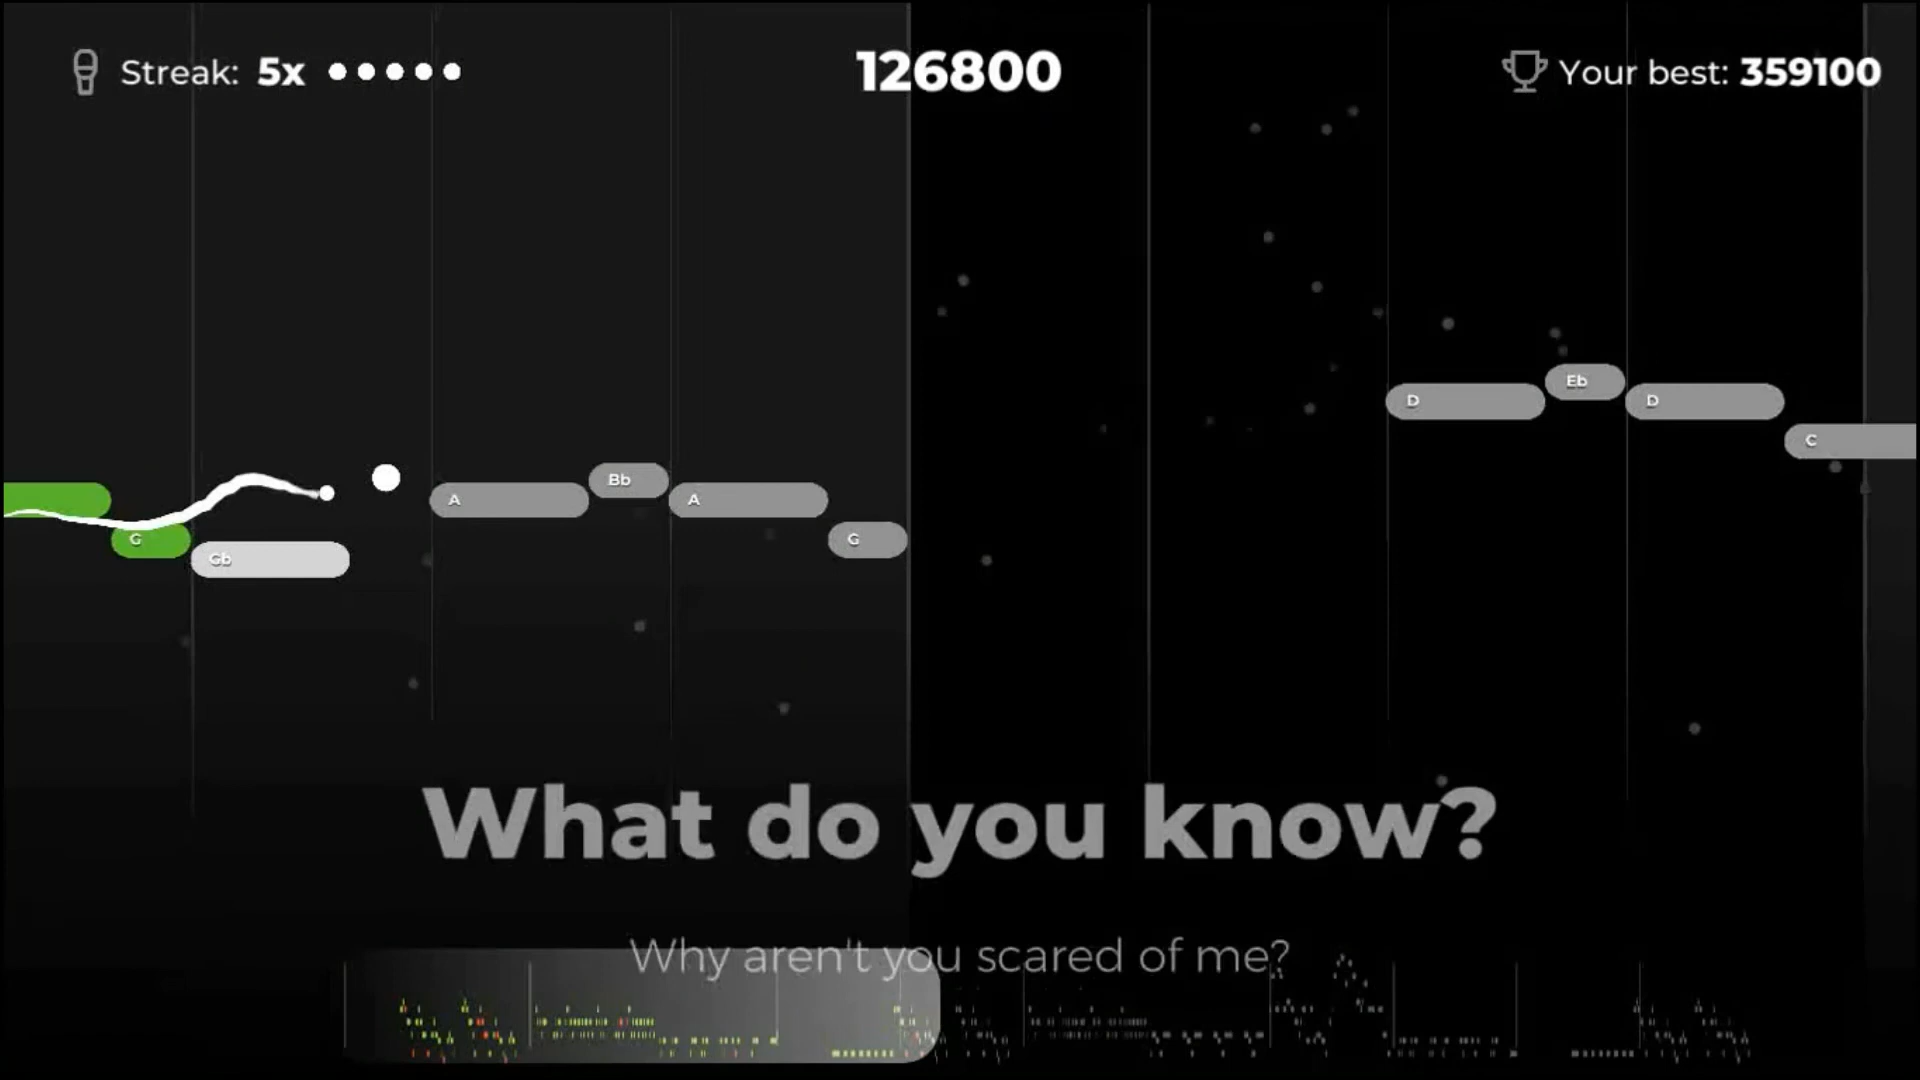 Streak: 5x
126800
Your best: 359100
Eb
D
D
C
Bb
A
A
G
G
Gb
What do you know?
Why aren't you scared of me?